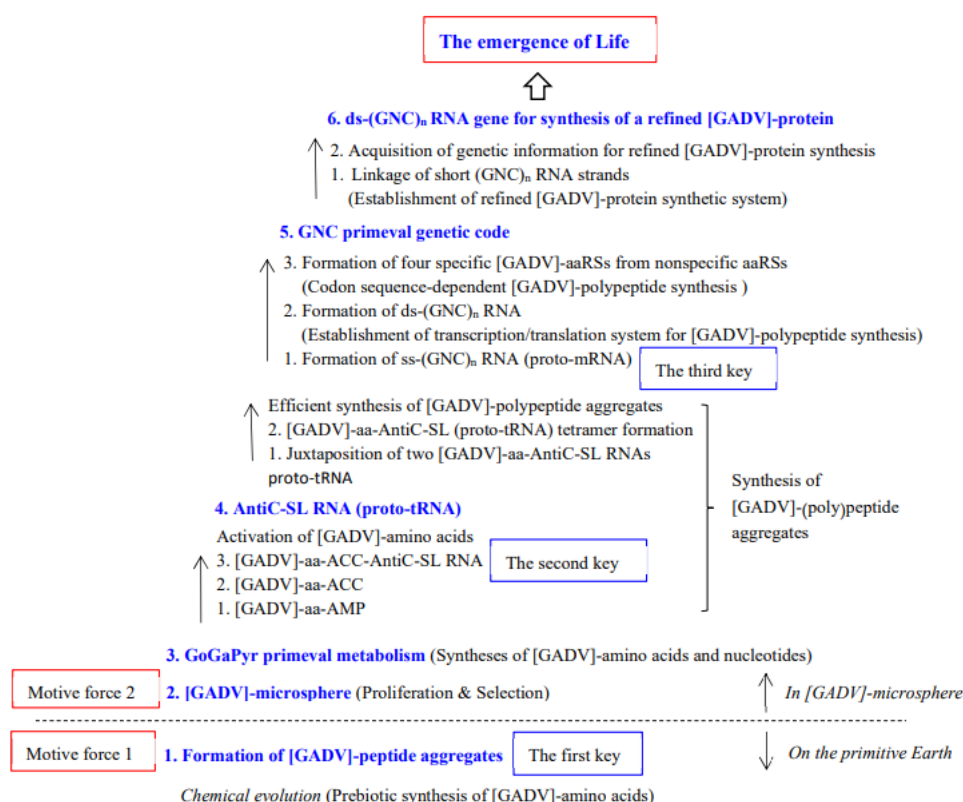 The emergence of Life
6. ds-(GNC)ₙ RNA gene for synthesis of a refined [GADV]-protein
2. Acquisition of genetic information for refined [GADV]-protein synthesis
1. Linkage of short (GNC)ₙ RNA strands
(Establishment of refined [GADV]-protein synthetic system)
5. GNC primeval genetic code
3. Formation of four specific [GADV]-aaRSs from nonspecific aaRSs
(Codon sequence-dependent [GADV]-polypeptide synthesis )
2. Formation of ds-(GNC)ₙ RNA
(Establishment of transcription/translation system for [GADV]-polypeptide synthesis)
1. Formation of ss-(GNC)ₙ RNA (proto-mRNA)
The third key
Efficient synthesis of [GADV]-polypeptide aggregates
2. [GADV]-aa-AntiC-SL (proto-tRNA) tetramer formation
1. Juxtaposition of two [GADV]-aa-AntiC-SL RNAs
proto-tRNA
Synthesis of
[GADV]-(poly)peptide
aggregates
4. AntiC-SL RNA (proto-tRNA)
Activation of [GADV]-amino acids
3. [GADV]-aa-ACC-AntiC-SL RNA
The second key
2. [GADV]-aa-ACC
1. [GADV]-aa-AMP
3. GoGaPyr primeval metabolism (Syntheses of [GADV]-amino acids and nucleotides)
Motive force 2
2. [GADV]-microsphere (Proliferation & Selection)
In [GADV]-microsphere
Motive force 1
1. Formation of [GADV]-peptide aggregates
The first key
On the primitive Earth
Chemical evolution (Prebiotic synthesis of [GADV]-amino acids)